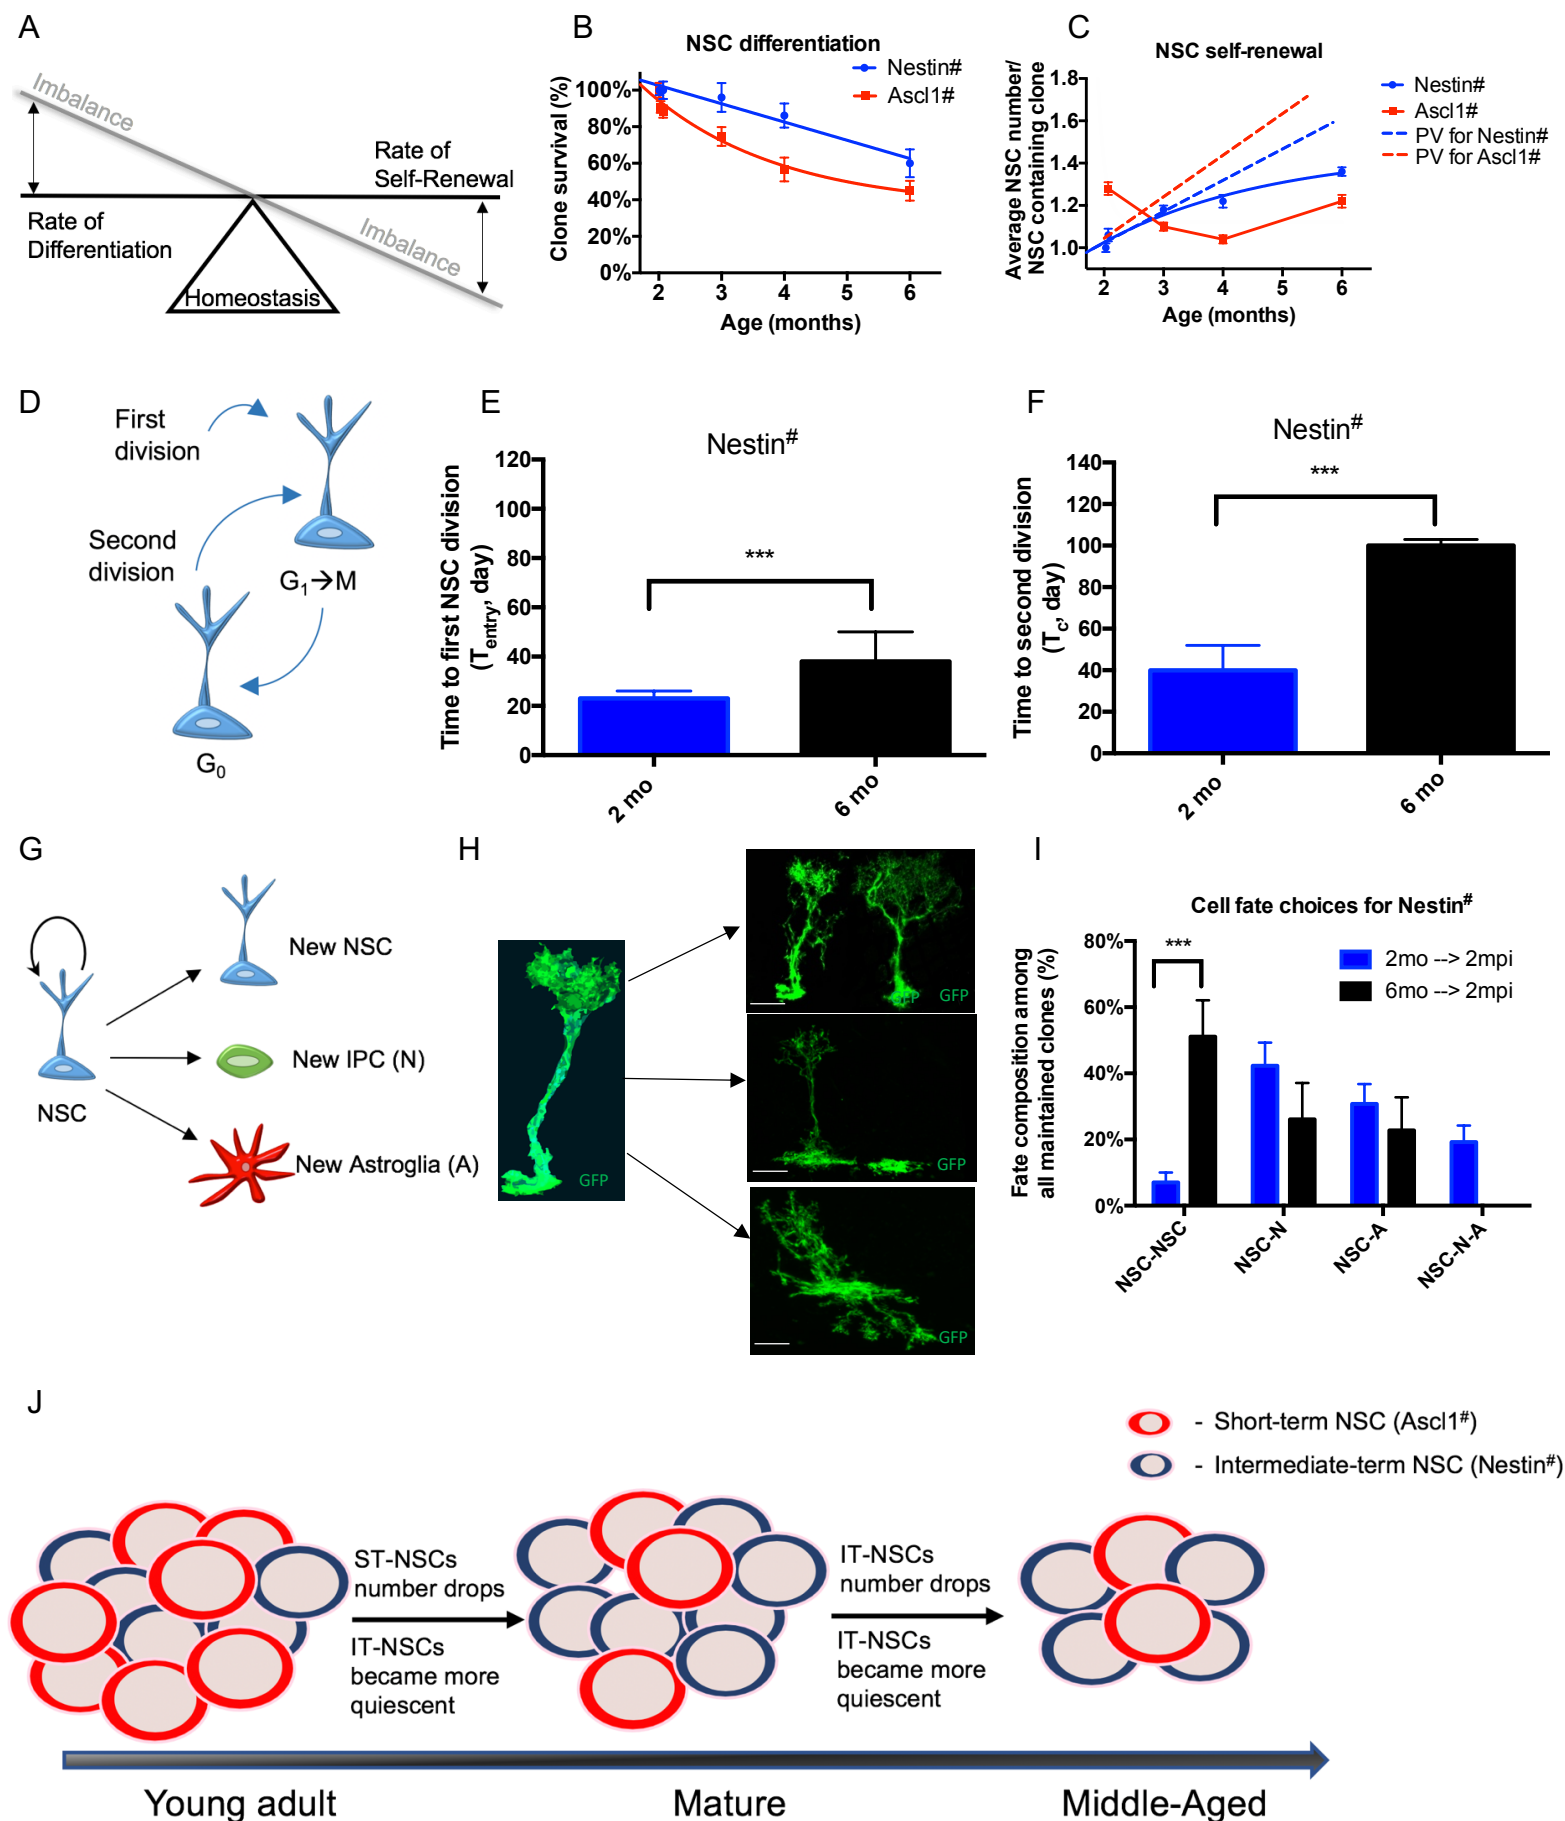 A
Imbalance
Rate of
Self-Renewal
Rate of
Differentiation
Imbalance
Homeostasis
B
NSC differentiation
Nestin#
Ascl1#
Clone survival (%)
100%
80%
60%
40%
20%
0%
2
3
4
5
6
Age (months)
C
NSC self-renewal
Nestin#
Ascl1#
PV for Nestin#
PV for Ascl1#
Average NSC number/
NSC containing clone
1.8
1.6
1.4
1.2
1.0
2
3
4
5
6
Age (months)
D
First
division
Second
division
G1→M
G0
E
Nestin#
Time to first NSC division
(Tentry, day)
120
100
80
60
40
20
0
***
2 mo
6 mo
F
Nestin#
Time to second division
(Tc, day)
140
120
100
80
60
40
20
0
***
2 mo
6 mo
G
NSC
New NSC
New IPC (N)
New Astroglia (A)
H
GFP
GFP
GFP
GFP
GFP
I
Cell fate choices for Nestin#
2mo --> 2mpi
6mo --> 2mpi
Fate composition among
all maintained clones (%)
80%
60%
40%
20%
0%
***
NSC-NSC
NSC-N
NSC-A
NSC-N-A
J
- Short-term NSC (Ascl1#)
- Intermediate-term NSC (Nestin#)
ST-NSCs
number drops
IT-NSCs
became more
quiescent
IT-NSCs
number drops
IT-NSCs
became more
quiescent
Young adult
Mature
Middle-Aged